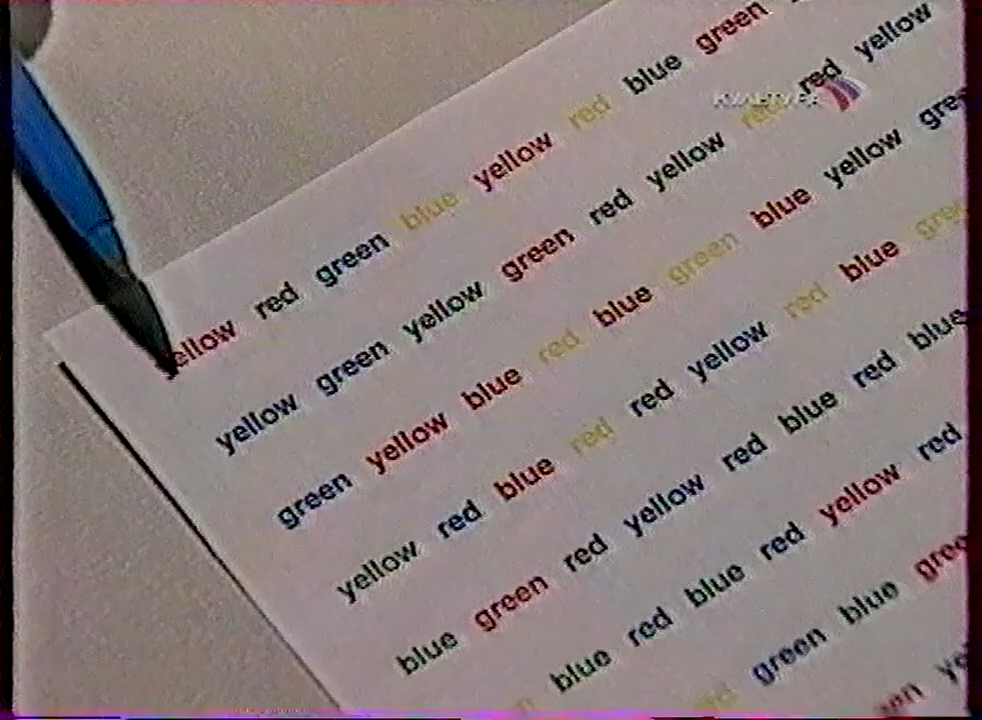 yellow red green blue yellow red blue green
yellow green yellow green red yellow red red yellow
green yellow blue red blue green blue yellow
yellow red blue red red yellow red blue
blue green red yellow red blue red blue
blue red blue red yellow red
green blue
КУЛЬТУРА